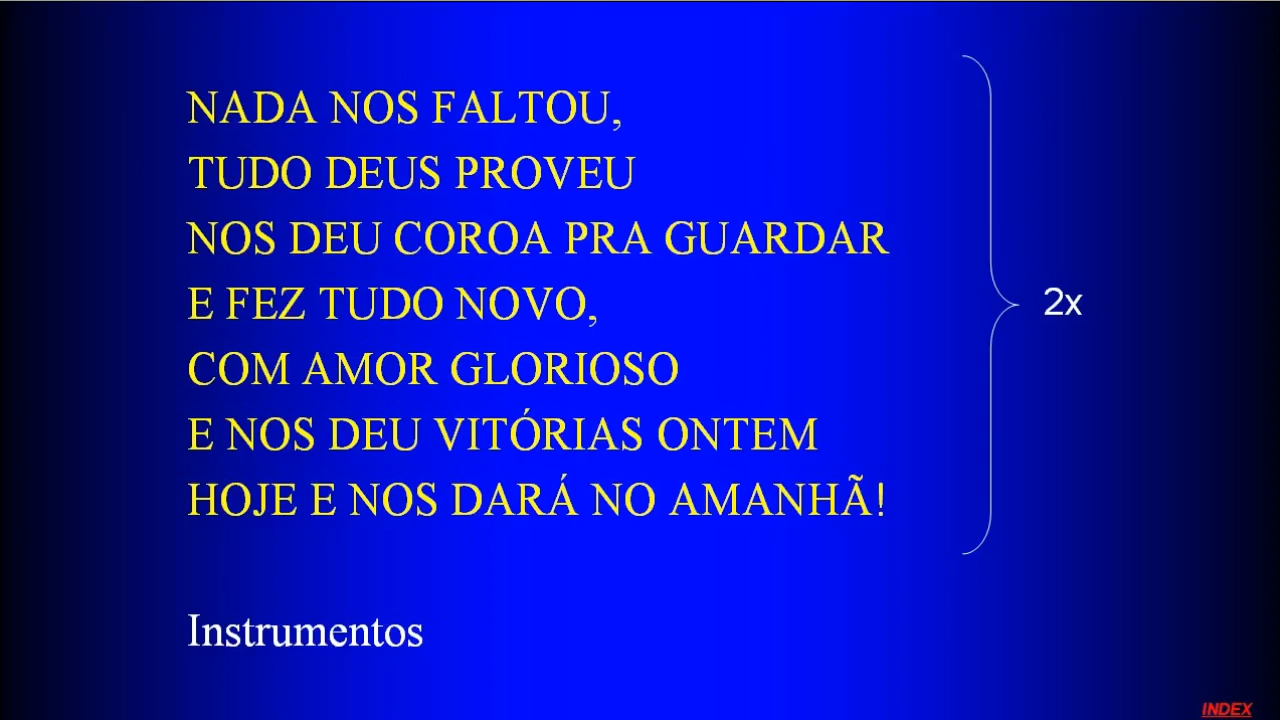 NADA NOS FALTOU,
TUDO DEUS PROVEU
NOS DEU COROA PRA GUARDAR
E FEZ TUDO NOVO,
COM AMOR GLORIOSO
E NOS DEU VITÓRIAS ONTEM
HOJE E NOS DARÁ NO AMANHÃ!
2x
Instrumentos
INDEX